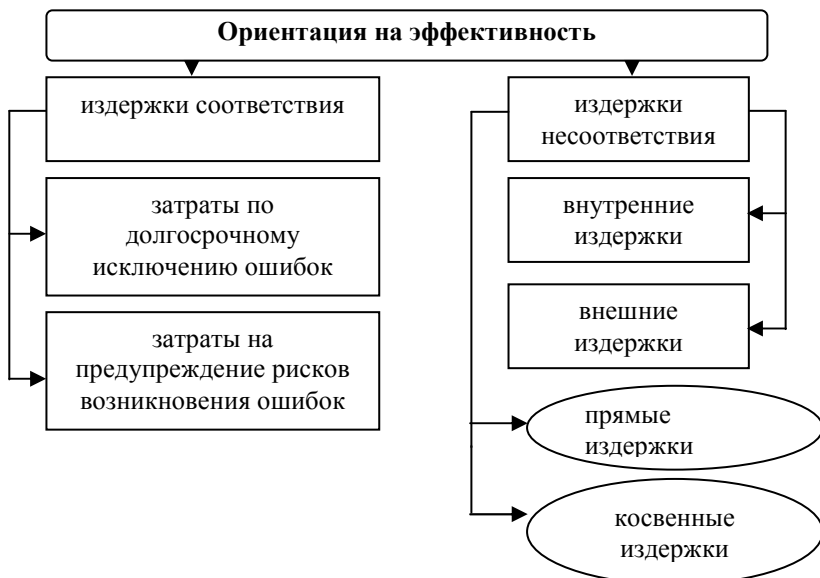 Ориентация на эффективность
издержки соответствия
затраты по
долгосрочному
исключению ошибок
затраты на
предупреждение рисков
возникновения ошибок
издержки
несоответствия
внутренние
издержки
внешние
издержки
прямые
издержки
косвенные
издержки